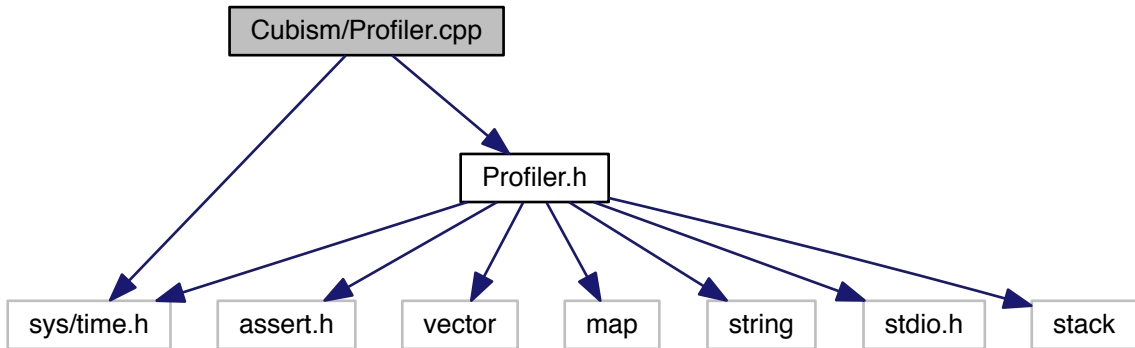 Cubism/Profiler.cpp
Profiler.h
sys/time.h
assert.h
vector
map
string
stdio.h
stack